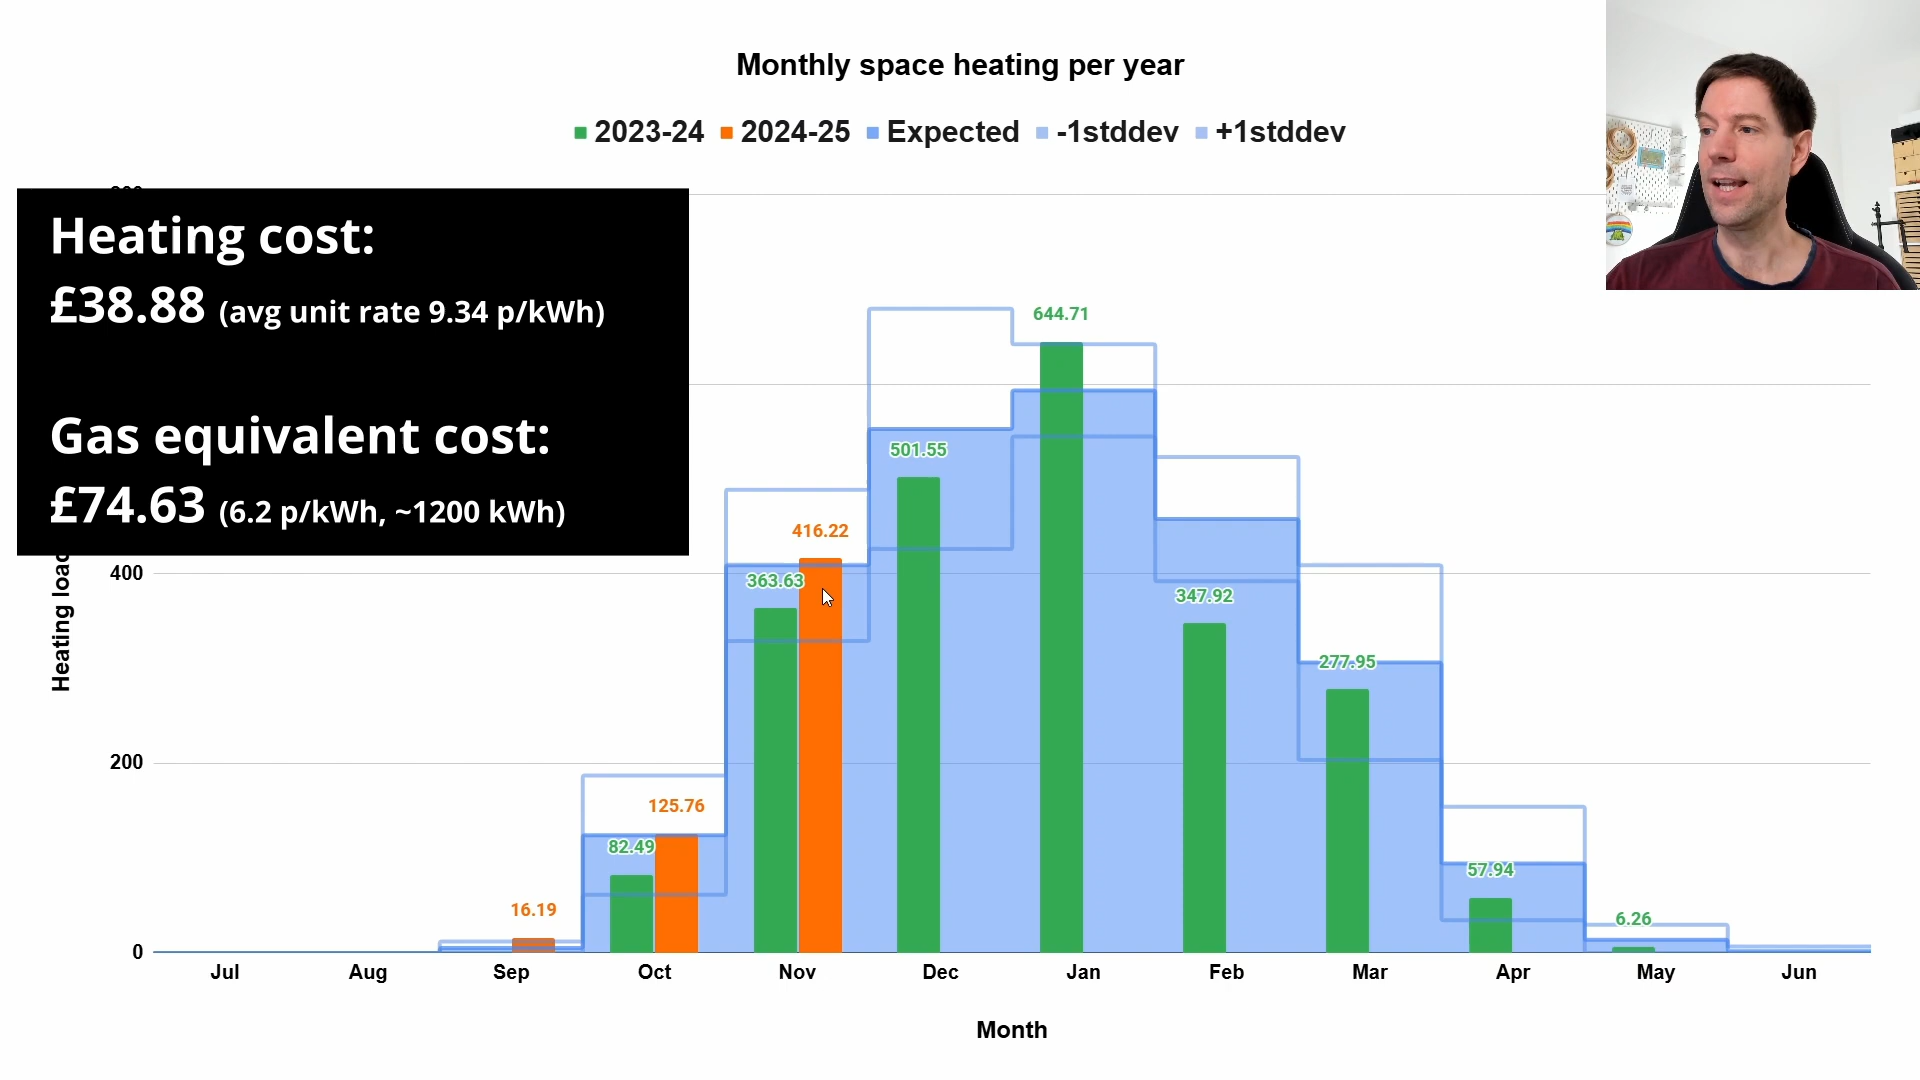 Monthly space heating per year
2023-24 2024-25 Expected -1stddev +1stddev
Heating cost:
£38.88 (avg unit rate 9.34 p/kWh)
Gas equivalent cost:
£74.63 (6.2 p/kWh, ~1200 kWh)
644.71
501.55
416.22
363.63
347.92
277.95
125.76
82.49
57.94
16.19
6.26
400
200
0
Jul Aug Sep Oct Nov Dec Jan Feb Mar Apr May Jun
Month